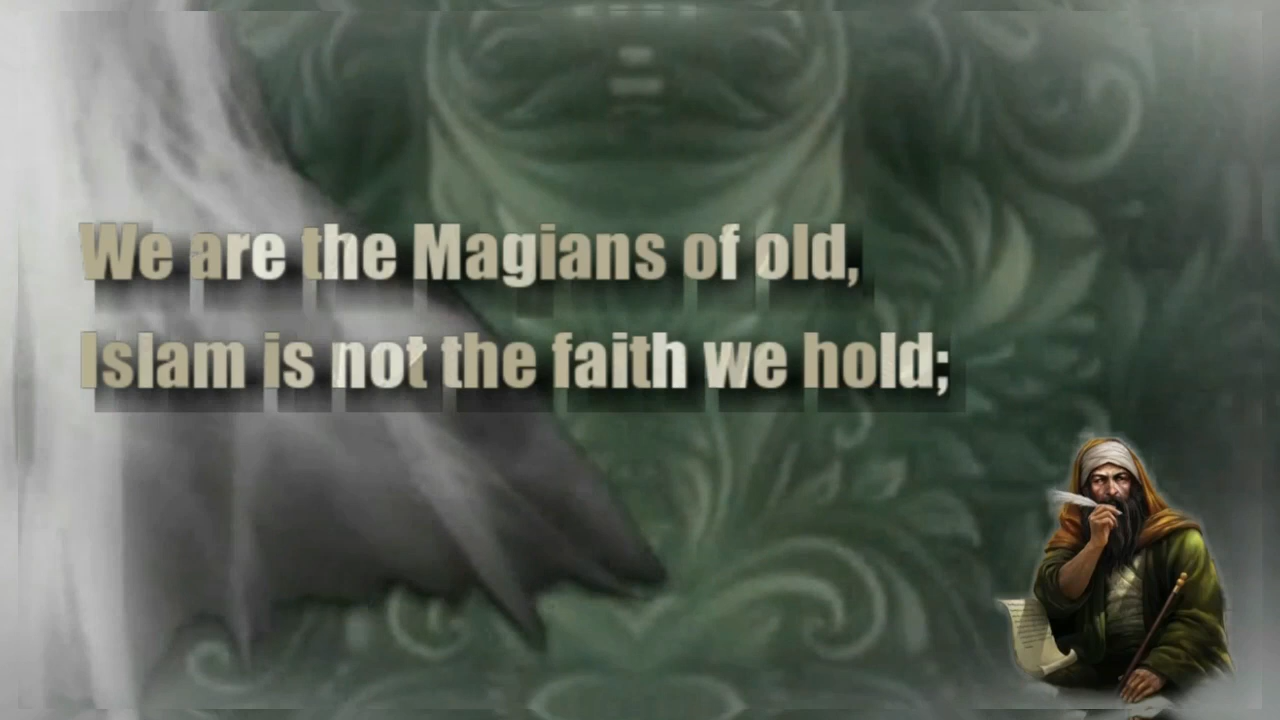 We are the Magians of old,
Islam is not the faith we hold;